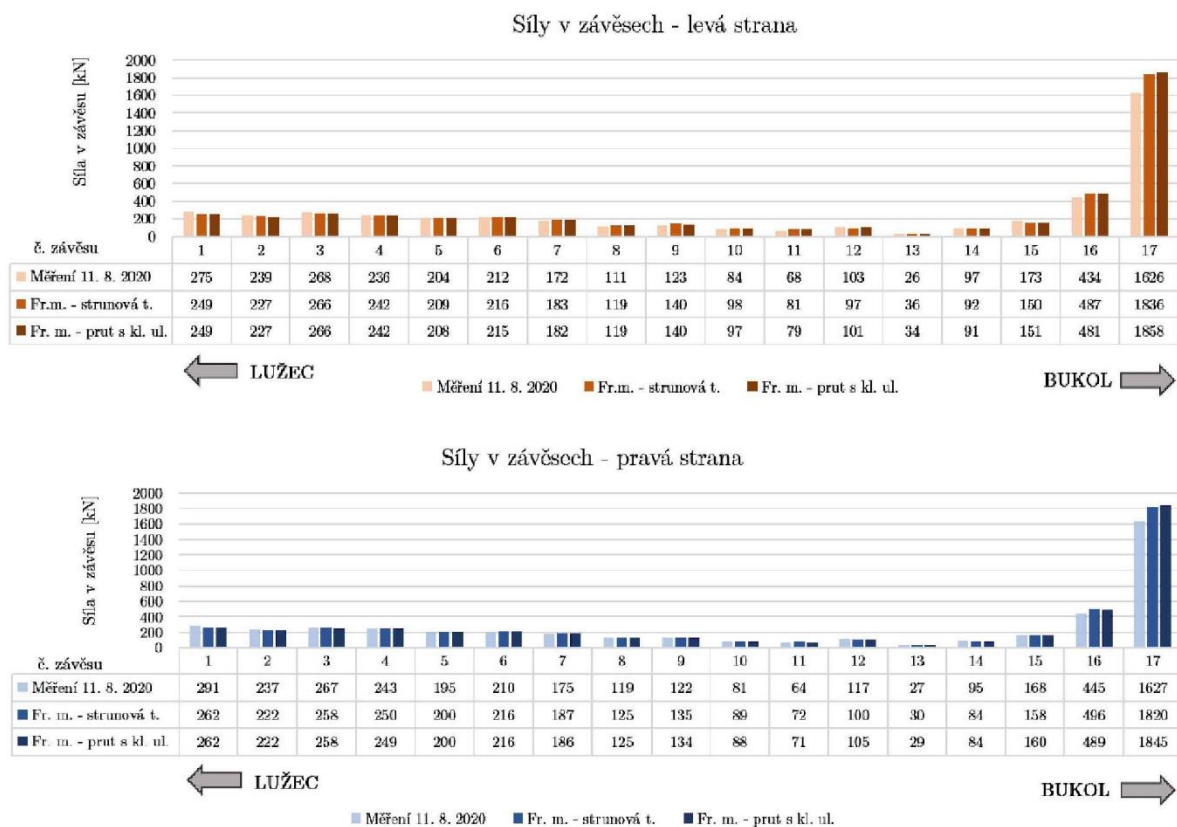 Síly v závěsech - levá strana
Síla v závěsu [kN]
2000
1800
1600
1400
1200
1000
800
600
400
200
0
č. závěsu 1 2 3 4 5 6 7 8 9 10 11 12 13 14 15 16 17
Měření 11. 8. 2020 275 239 268 236 204 212 172 111 123 84 68 103 26 97 173 434 1626
Fr.m. - strunová t. 249 227 266 242 209 216 183 119 140 98 81 97 36 92 150 487 1836
Fr. m. - prut s kl. ul. 249 227 266 242 208 215 182 119 140 97 79 101 34 91 151 481 1858
LUŽEC BUKOL
Měření 11. 8. 2020 Fr.m. - strunová t. Fr. m. - prut s kl. ul.
Síly v závěsech - pravá strana
Síla v závěsu [kN]
2000
1800
1600
1400
1200
1000
800
600
400
200
0
č. závěsu 1 2 3 4 5 6 7 8 9 10 11 12 13 14 15 16 17
Měření 11. 8. 2020 291 237 267 243 195 210 175 119 122 81 64 117 27 95 168 445 1627
Fr. m. - strunová t. 262 222 258 250 200 216 187 125 135 89 72 100 30 84 158 496 1820
Fr. m. - prut s kl. ul. 262 222 258 249 200 216 186 125 134 88 71 105 29 84 160 489 1845
LUŽEC BUKOL
Měření 11. 8. 2020 Fr. m. - strunová t. Fr. m. - prut s kl. ul.